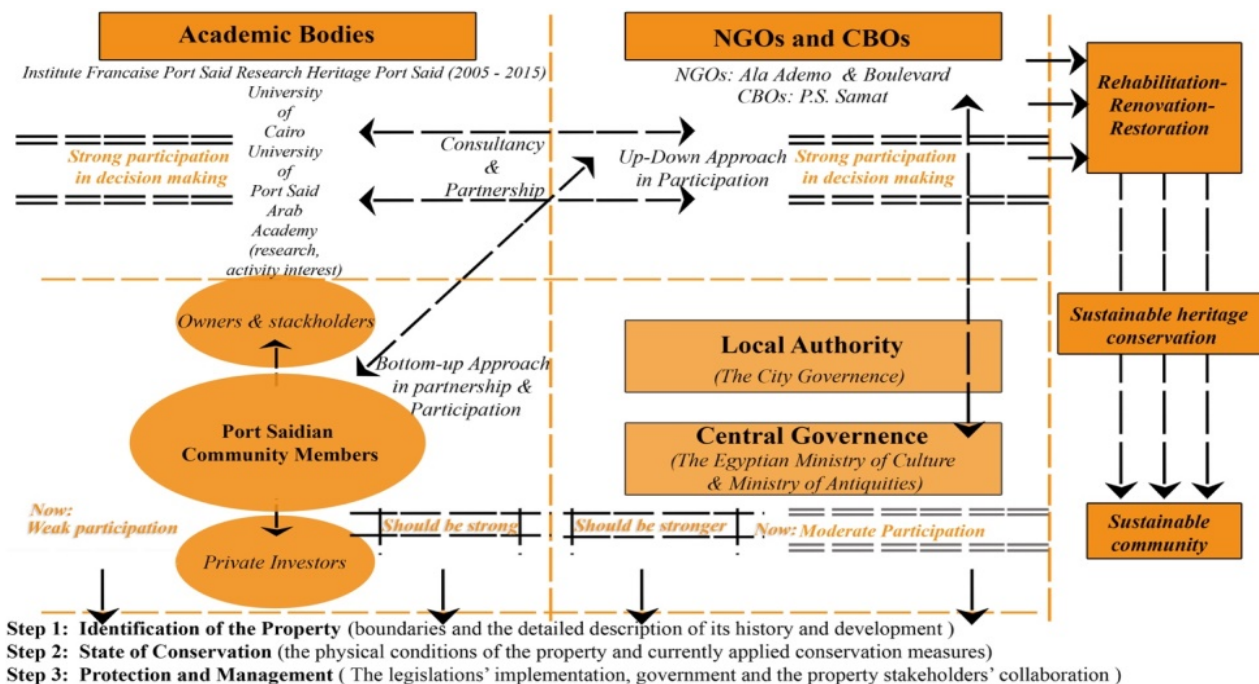 Academic Bodies
Institute Francaise Port Said Research Heritage Port Said (2005 - 2015)
University
of
Cairo
University
of
Port Said
Arab
Academy
(research,
activity interest)
Strong participation
in decision making
Consultancy
&
Partnership
NGOs and CBOs
NGOs: Ala Ademo & Boulevard
CBOs: P.S. Samat
Up-Down Approach
in Participation
Strong participation
in decision making
Rehabilitation-
Renovation-
Restoration
Owners & stackholders
Bottom-up Approach
in partnership &
Participation
Port Saidian
Community Members
Private Investors
Now:
Weak participation
Should be strong
Local Authority
(The City Governence)
Central Governence
(The Egyptian Ministry of Culture
& Ministry of Antiquities)
Should be stronger
Now: Moderate Participation
Sustainable heritage
conservation
Sustainable
community
Step 1: Identification of the Property (boundaries and the detailed description of its history and development )
Step 2: State of Conservation (the physical conditions of the property and currently applied conservation measures)
Step 3: Protection and Management ( The legislations' implementation, government and the property stakeholders' collaboration )